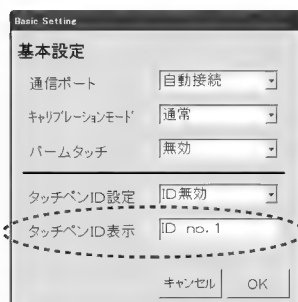 Basic Setting
基本設定
通信ポート 自動接続
ｷｬﾘﾌﾞﾚｰｼｮﾝﾓｰﾄﾞ 通常
パームタッチ 無効
タッチペンID設定 ID無効
タッチペンID表示 ID no.1
ｷｬﾝｾﾙ OK